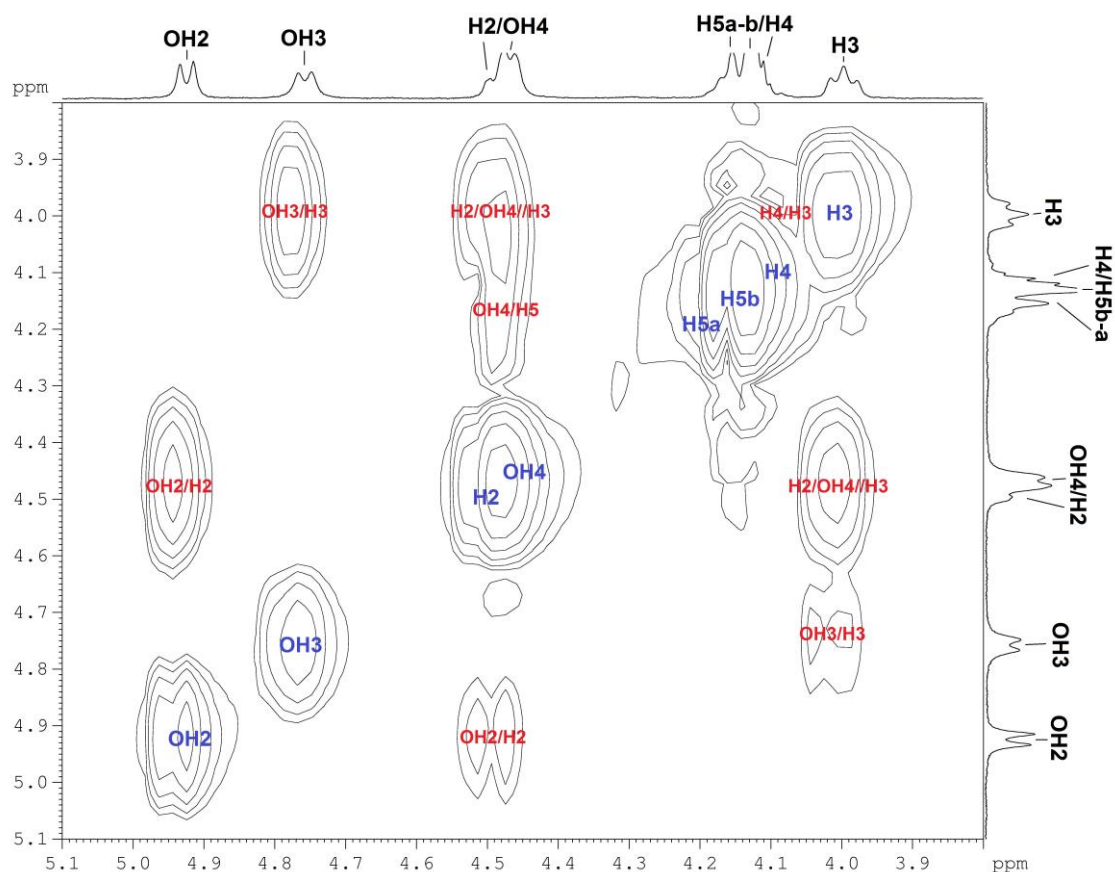 OH2
OH3
H2/OH4
H5a-b/H4
H3
ppm
3.9
4.0
4.1
4.2
4.3
4.4
4.5
4.6
4.7
4.8
4.9
5.0
5.1
OH3/H3
H2/OH4//H3
H4/H3
H3
H4
H5b
H5a
OH4/H5
OH2/H2
OH4
H2
H2/OH4//H3
OH3
OH3/H3
OH2
OH2/H2
H3
H4/H5b-a
OH4/H2
OH3
OH2
5.1 5.0 4.9 4.8 4.7 4.6 4.5 4.4 4.3 4.2 4.1 4.0 3.9 ppm